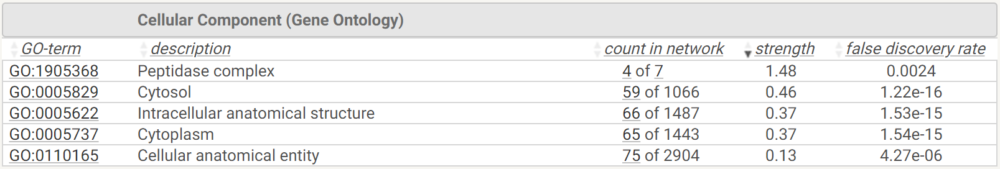 Cellular Component (Gene Ontology)
GO-term description count in network strength false discovery rate
GO:1905368 Peptidase complex 4 of 7 1.48 0.0024
GO:0005829 Cytosol 59 of 1066 0.46 1.22e-16
GO:0005622 Intracellular anatomical structure 66 of 1487 0.37 1.53e-15
GO:0005737 Cytoplasm 65 of 1443 0.37 1.54e-15
GO:0110165 Cellular anatomical entity 75 of 2904 0.13 4.27e-06